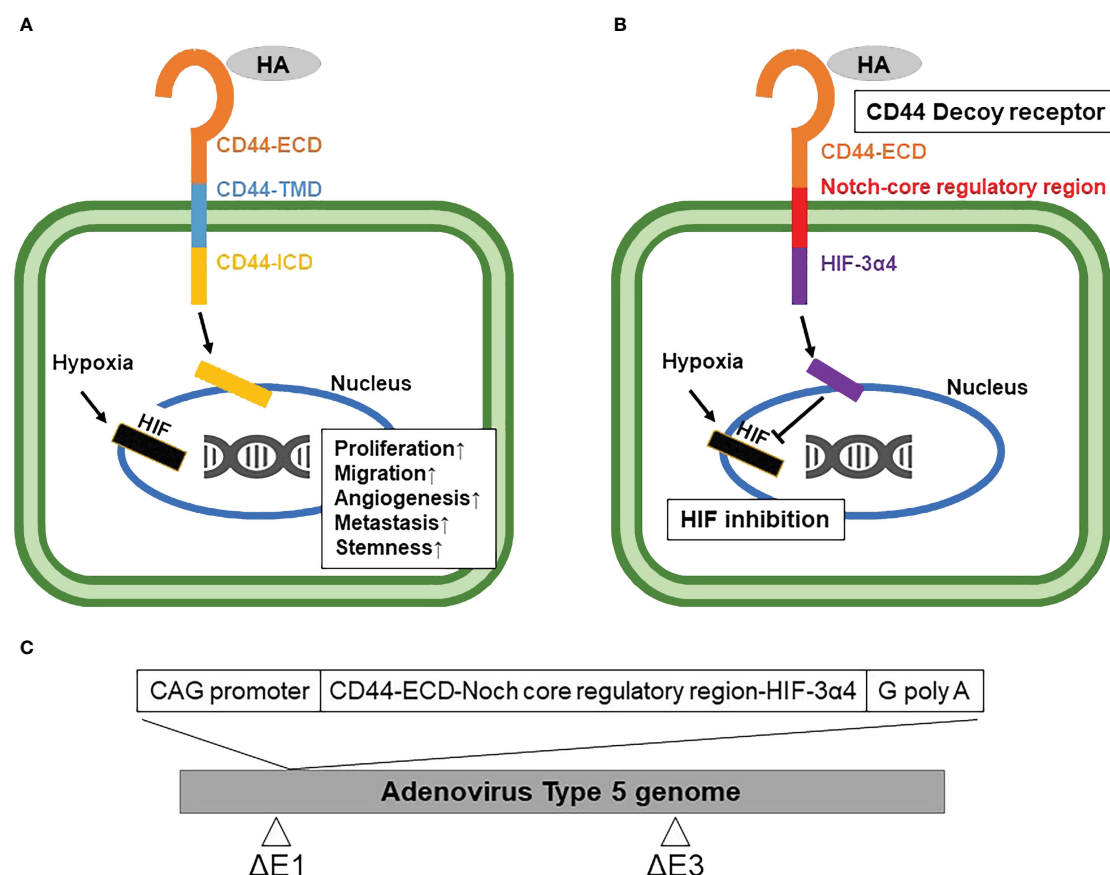 A
HA
CD44-ECD
CD44-TMD
CD44-ICD
Hypoxia
Nucleus
HIF
Proliferation↑
Migration↑
Angiogenesis↑
Metastasis↑
Stemness↑
B
HA
CD44 Decoy receptor
CD44-ECD
Notch-core regulatory region
HIF-3α4
Hypoxia
Nucleus
HIF
HIF inhibition
C
CAG promoter
CD44-ECD-Noch core regulatory region-HIF-3α4
G poly A
Adenovirus Type 5 genome
ΔE1
ΔE3